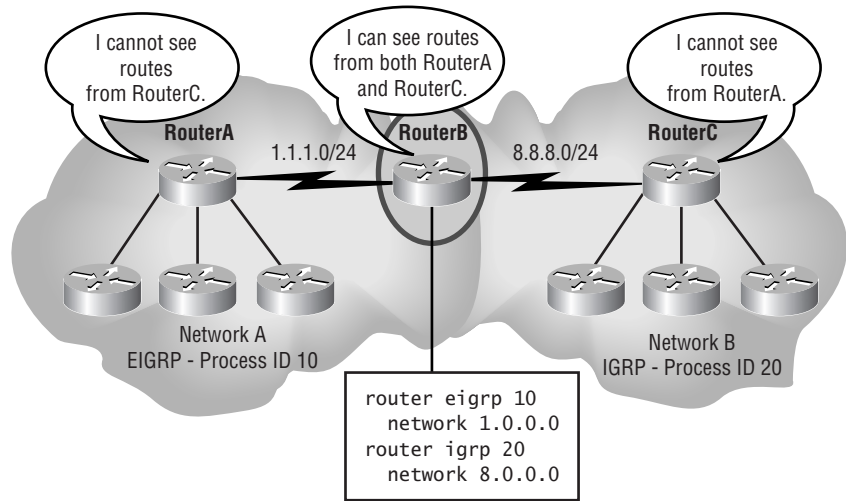 I cannot see
routes
from RouterC.
I can see routes
from both RouterA
and RouterC.
I cannot see
routes
from RouterA.
RouterA
RouterB
RouterC
1.1.1.0/24
8.8.8.0/24
Network A
EIGRP - Process ID 10
Network B
IGRP - Process ID 20
router eigrp 10
  network 1.0.0.0
router igrp 20
  network 8.0.0.0